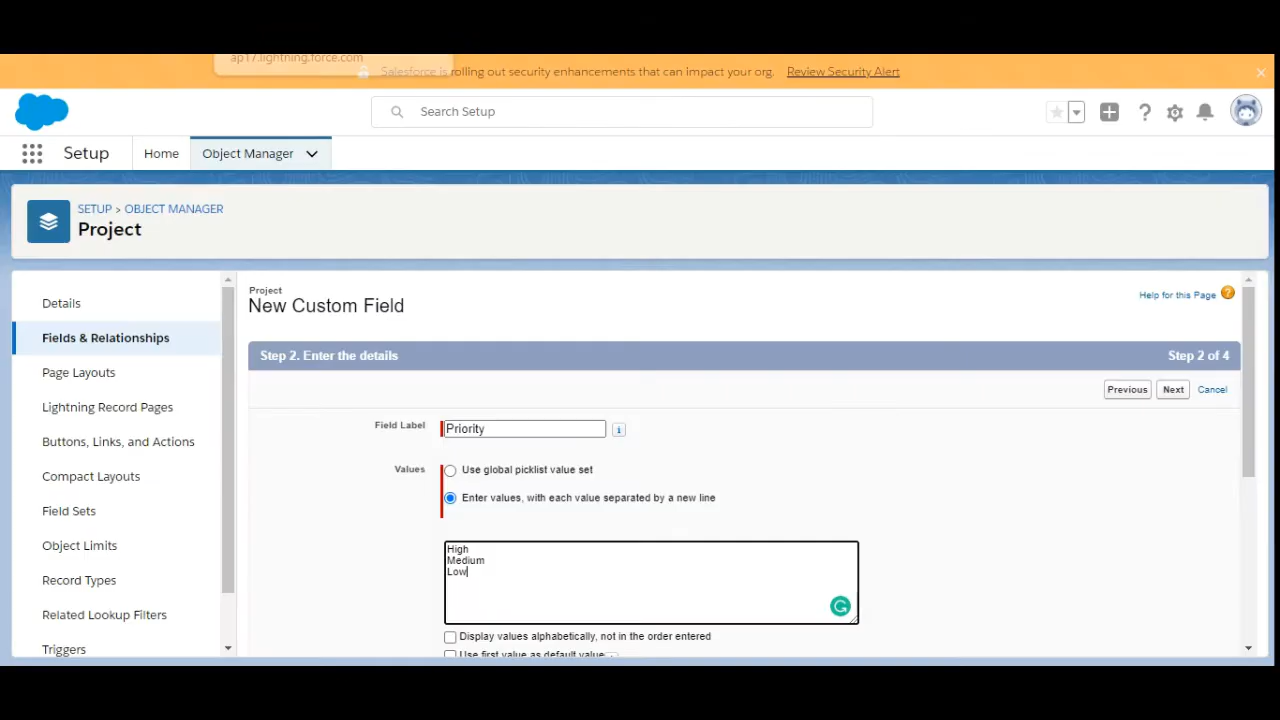 ap17.lightning.force.com
Salesforce is rolling out security enhancements that can impact your org. Review Security Alert
Search Setup
Setup Home Object Manager
SETUP > OBJECT MANAGER
Project
Details
Fields & Relationships
Page Layouts
Lightning Record Pages
Buttons, Links, and Actions
Compact Layouts
Field Sets
Object Limits
Record Types
Related Lookup Filters
Triggers
Project
New Custom Field
Help for this Page
Step 2. Enter the details Step 2 of 4
Previous Next Cancel
Field Label Priority
Values Use global picklist value set
Enter values, with each value separated by a new line
High
Medium
Low
Display values alphabetically, not in the order entered
Use first value as default value